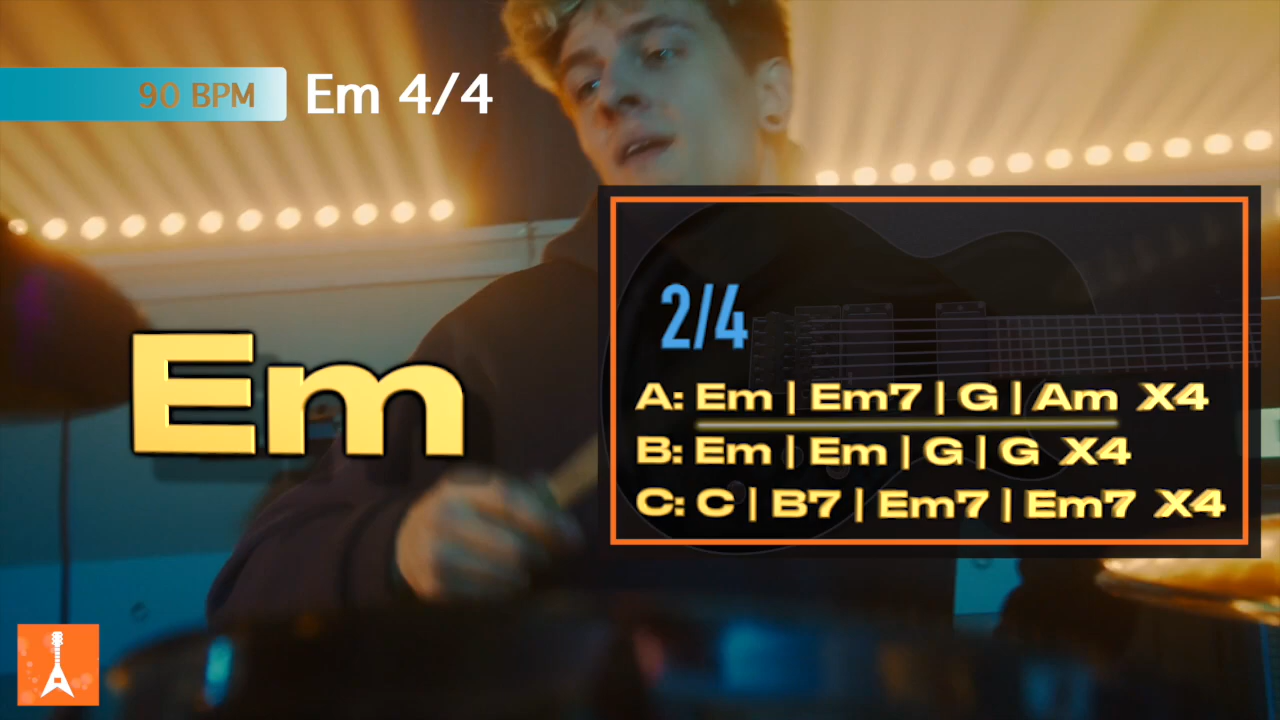 90 BPM Em 4/4
Em
2/4
A: Em | Em7 | G | Am X4
B: Em | Em | G | G X4
C: C | B7 | Em7 | Em7 X4